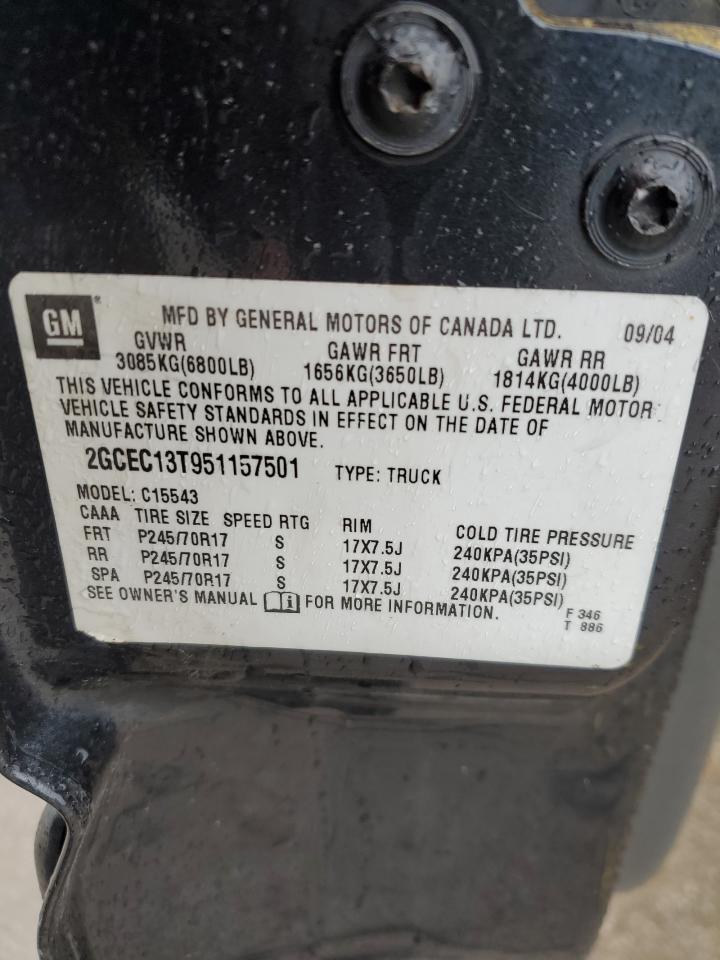 GM® MFD BY GENERAL MOTORS OF CANADA LTD. 09/04
GVWR GAWR FRT GAWR RR
3085KG(6800LB) 1656KG(3650LB) 1814KG(4000LB)
THIS VEHICLE CONFORMS TO ALL APPLICABLE U.S. FEDERAL MOTOR
VEHICLE SAFETY STANDARDS IN EFFECT ON THE DATE OF
MANUFACTURE SHOWN ABOVE.
2GCEC13T951157501 TYPE: TRUCK
MODEL: C15543
CAAA TIRE SIZE SPEED RTG RIM COLD TIRE PRESSURE
FRT P245/70R17 S 17X7.5J 240KPA(35PSI)
RR P245/70R17 S 17X7.5J 240KPA(35PSI)
SPA P245/70R17 S 17X7.5J 240KPA(35PSI)
SEE OWNER'S MANUAL i FOR MORE INFORMATION.
F 346
T 886